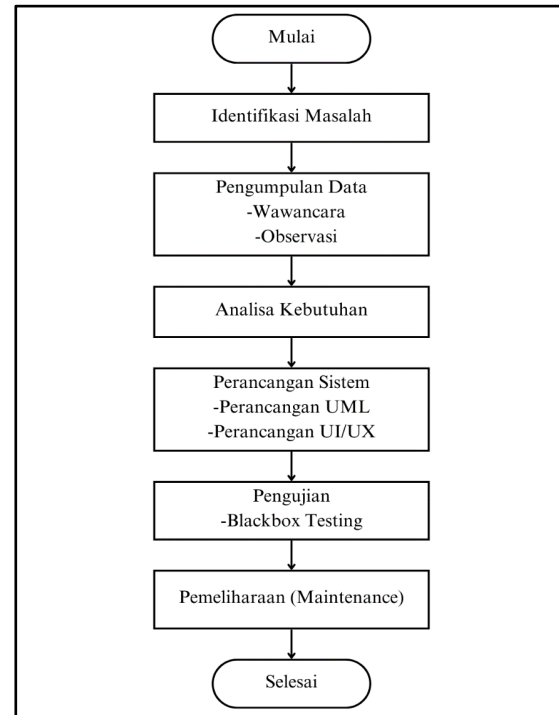 Mulai
Identifikasi Masalah
Pengumpulan Data
-Wawancara
-Observasi
Analisa Kebutuhan
Perancangan Sistem
-Perancangan UML
-Perancangan UI/UX
Pengujian
-Blackbox Testing
Pemeliharaan (Maintenance)
Selesai